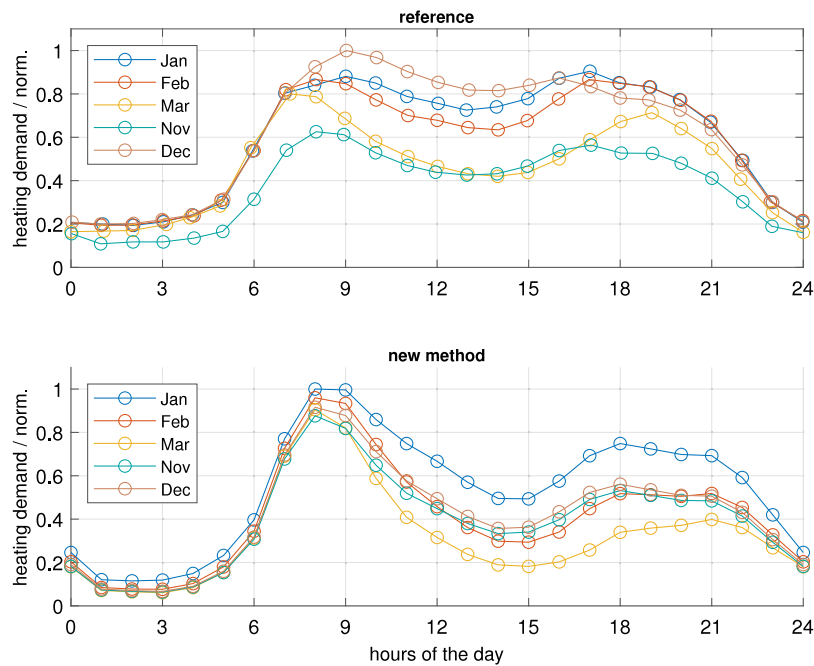 reference
heating demand / norm.
1
0.8
0.6
0.4
0.2
0
Jan
Feb
Mar
Nov
Dec
0 3 6 9 12 15 18 21 24
new method
heating demand / norm.
1
0.8
0.6
0.4
0.2
0
Jan
Feb
Mar
Nov
Dec
0 3 6 9 12 15 18 21 24
hours of the day